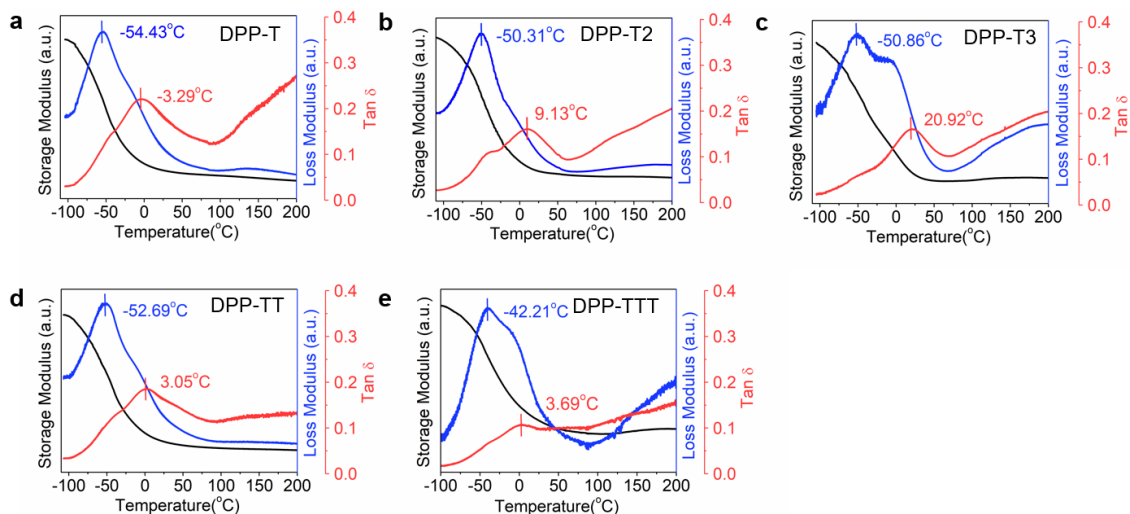 a
-54.43°C
DPP-T
Storage Modulus (a.u.)
-3.29°C
Loss Modulus (a.u.)
Tan δ
0.4
0.3
0.2
0.1
0.0
-100 -50 0 50 100 150 200
Temperature(°C)
b
-50.31°C
DPP-T2
Storage Modulus (a.u.)
9.13°C
Loss Modulus (a.u.)
Tan δ
0.4
0.3
0.2
0.1
0.0
-100 -50 0 50 100 150 200
Temperature(°C)
c
-50.86°C
DPP-T3
Storage Modulus (a.u.)
20.92°C
Loss Modulus (a.u.)
Tan δ
0.4
0.3
0.2
0.1
0.0
-100 -50 0 50 100 150 200
Temperature(°C)
d
-52.69°C
DPP-TT
Storage Modulus (a.u.)
3.05°C
Loss Modulus (a.u.)
Tan δ
0.4
0.3
0.2
0.1
0.0
-100 -50 0 50 100 150 200
Temperature(°C)
e
-42.21°C
DPP-TTT
Storage Modulus (a.u.)
3.69°C
Loss Modulus (a.u.)
Tan δ
0.4
0.3
0.2
0.1
0.0
-100 -50 0 50 100 150 200
Temperature(°C)